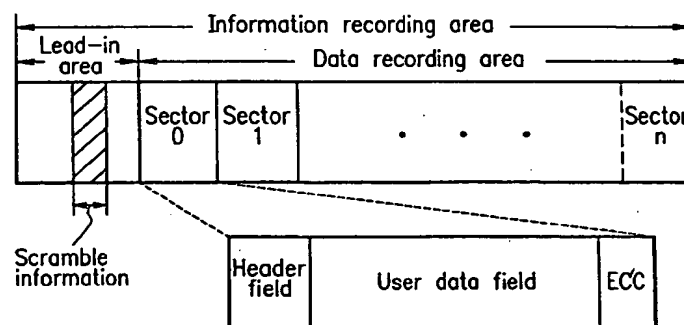 Information recording area
Lead-in
area
Data recording area
Sector
0
Sector
1
. . .
Sector
n
Scramble
information
Header
field
User data field
ECC